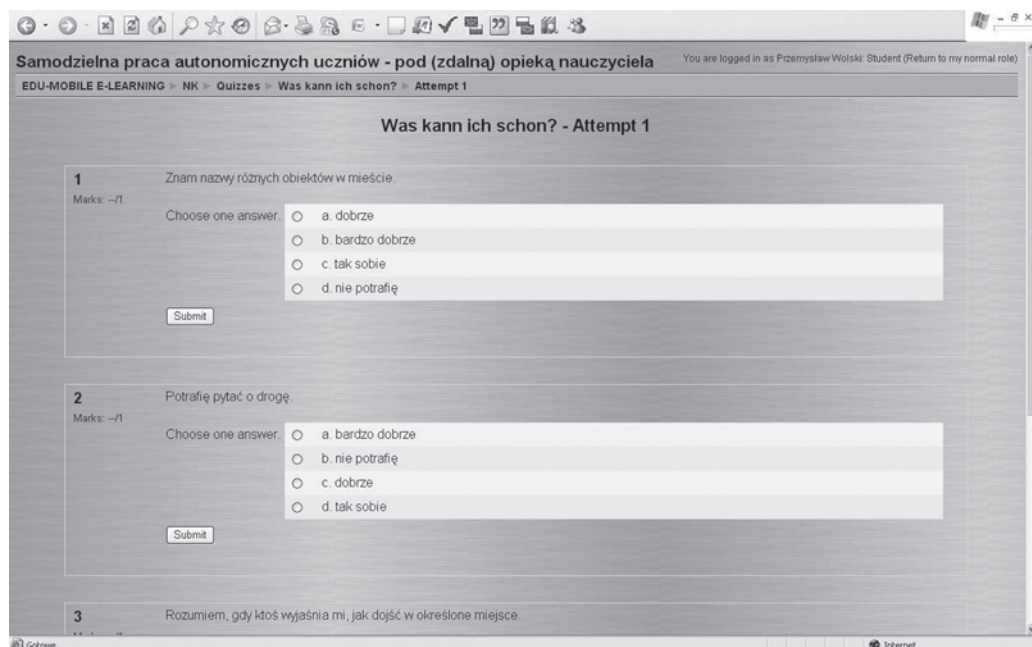 Samodzielna praca autonomicznych uczniów - pod (zdalną) opieką nauczyciela
You are logged in as Przemysław Wolski: Student (Return to my normal role)
EDU-MOBILE E-LEARNING ► NK ► Quizzes ► Was kann ich schon? ► Attempt 1
Was kann ich schon? - Attempt 1
1 Znam nazwy różnych obiektów w mieście.
Marks: --/1
Choose one answer. a. dobrze
b. bardzo dobrze
c. tak sobie
d. nie potrafię
Submit
2 Potrafię pytać o drogę.
Marks: --/1
Choose one answer. a. bardzo dobrze
b. nie potrafię
c. dobrze
d. tak sobie
Submit
3 Rozumiem, gdy ktoś wyjaśnia mi, jak dojść w określone miejsce.
Gotowe Internet